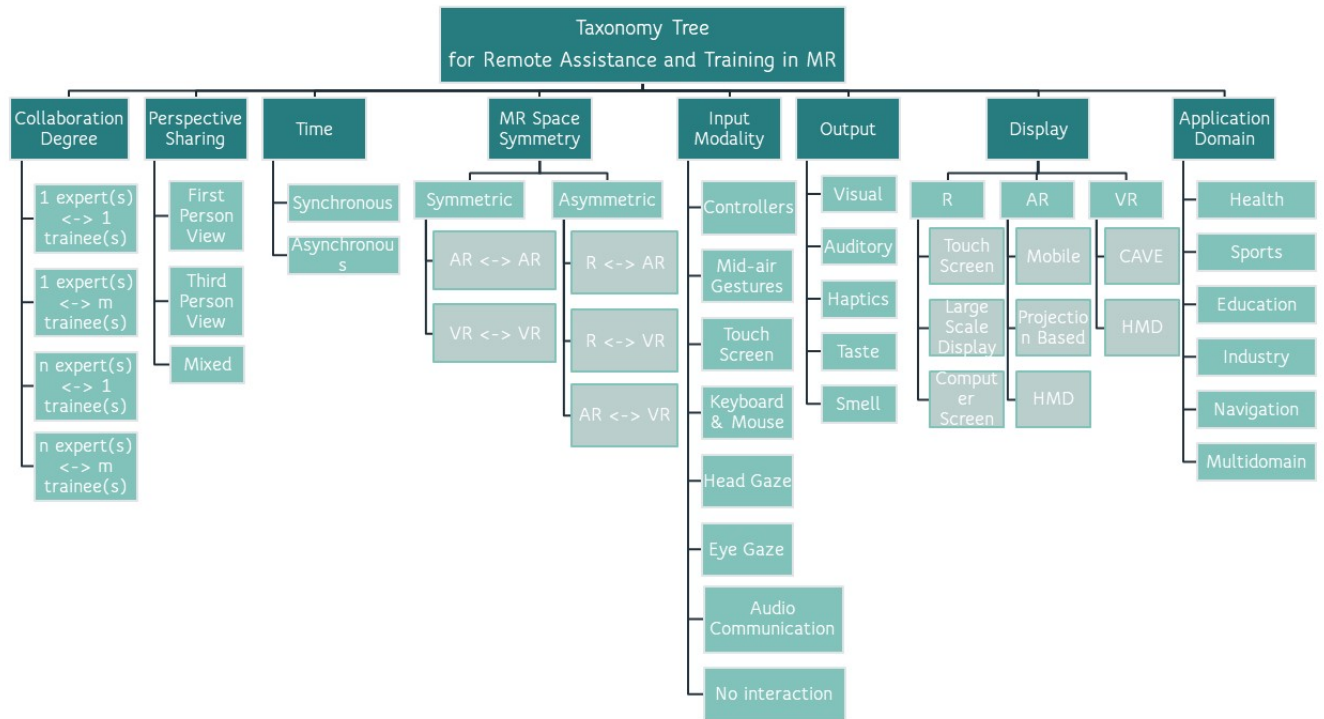 Taxonomy Tree
for Remote Assistance and Training in MR
Collaboration
Degree
1 expert(s)
<-> 1
trainee(s)
1 expert(s)
<-> m
trainee(s)
n expert(s)
<-> 1
trainee(s)
n expert(s)
<-> m
trainee(s)
Perspective
Sharing
First
Person
View
Third
Person
View
Mixed
Time
Synchronous
Asynchronou
s
MR Space
Symmetry
Symmetric
AR <-> AR
VR <-> VR
Asymmetric
R <-> AR
R <-> VR
AR <-> VR
Input
Modality
Controllers
Mid-air
Gestures
Touch
Screen
Keyboard
& Mouse
Head Gaze
Eye Gaze
Audio
Communication
No interaction
Output
Visual
Auditory
Haptics
Taste
Smell
Display
R
Touch
Screen
Large
Scale
Display
Comput
er
Screen
AR
Mobile
Projectio
n Based
HMD
VR
CAVE
HMD
Application
Domain
Health
Sports
Education
Industry
Navigation
Multidomain